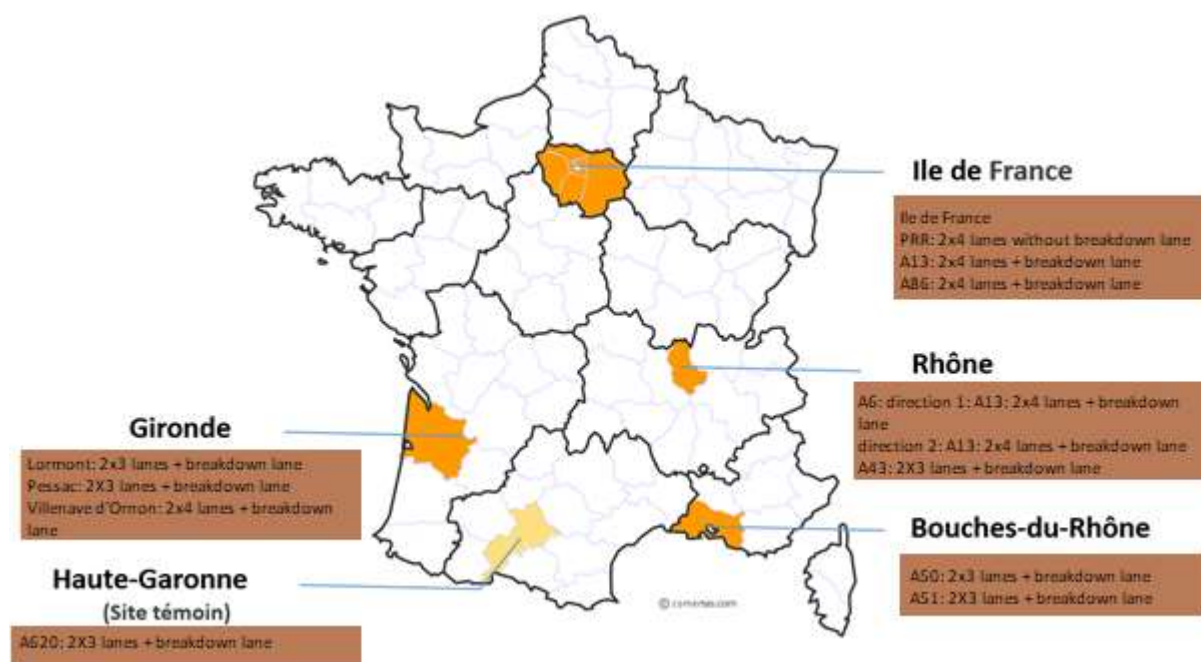 Ile de France
Ile de France
PRR: 2x4 lanes without breakdown lane
A13: 2x4 lanes + breakdown lane
A86: 2x4 lanes + breakdown lane
Rhône
A6: direction 1: A13: 2x4 lanes + breakdown
lane
direction 2: A13: 2x4 lanes + breakdown lane
A43: 2X3 lanes + breakdown lane
Gironde
Lormont: 2x3 lanes + breakdown lane
Pessac: 2X3 lanes + breakdown lane
Villenave d'Ornon: 2x4 lanes + breakdown
lane
Bouches-du-Rhône
A50: 2x3 lanes + breakdown lane
A51: 2X3 lanes + breakdown lane
Haute-Garonne
(Site témoin)
A620: 2X3 lanes + breakdown lane